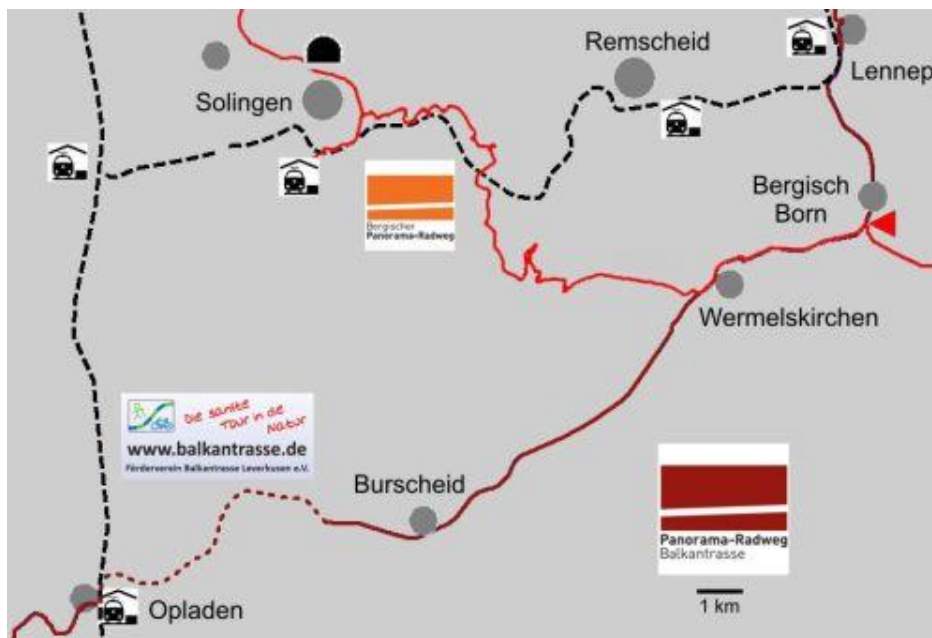 Remscheid
Lennep
Solingen
Bergisch
Born
Bergischer
Panorama-Radweg
Wermelskirchen
Die sanfte
Tour in die
Natur
www.balkantrasse.de
Förderverein Balkantrasse Leverkusen e.V.
Burscheid
Panorama-Radweg
Balkantrasse
1 km
Opladen